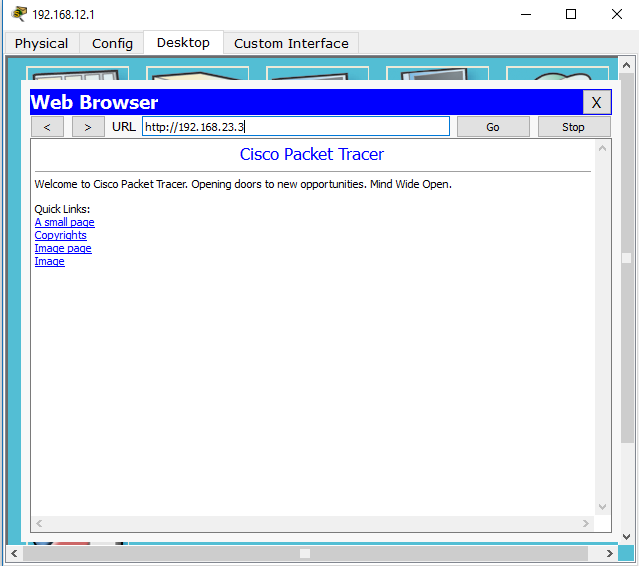 192.168.12.1
Physical Config Desktop Custom Interface
Web Browser X
< > URL http://192.168.23.3 Go Stop
Cisco Packet Tracer
Welcome to Cisco Packet Tracer. Opening doors to new opportunities. Mind Wide Open.
Quick Links:
A small page
Copyrights
Image page
Image